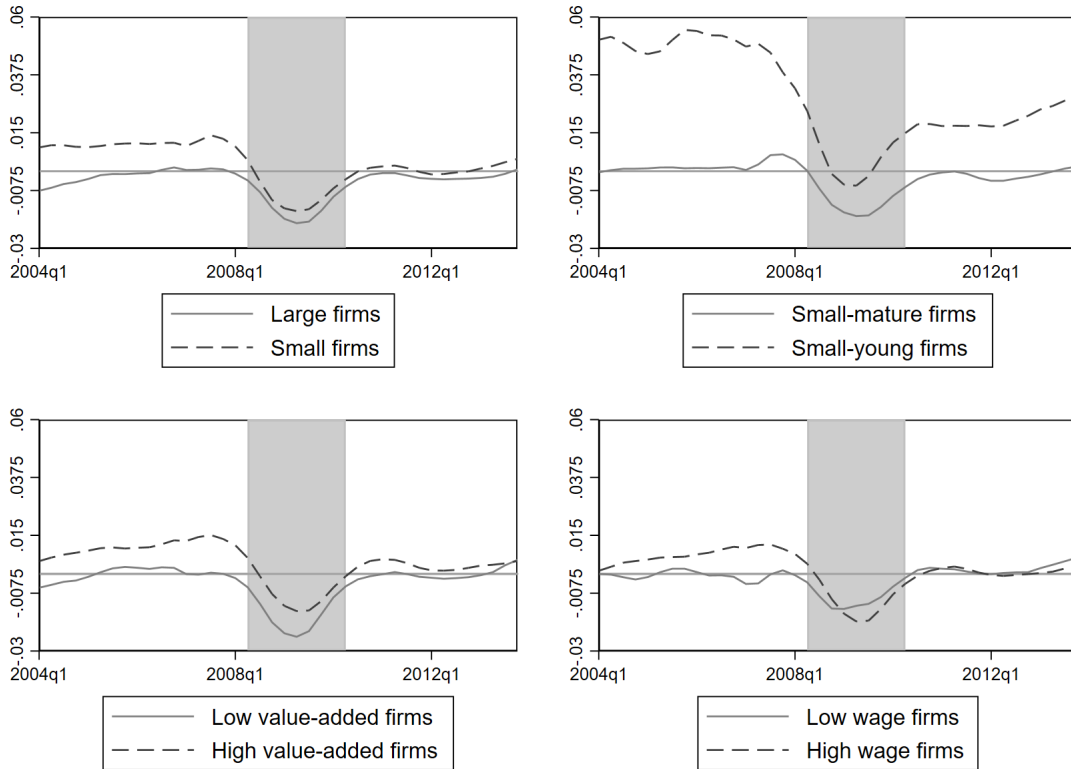 .06
.0375
.015
-.0075
-.03
2004q1 2008q1 2012q1
Large firms
Small firms
.06
.0375
.015
-.0075
-.03
2004q1 2008q1 2012q1
Small-mature firms
Small-young firms
.06
.0375
.015
-.0075
-.03
2004q1 2008q1 2012q1
Low value-added firms
High value-added firms
.06
.0375
.015
-.0075
-.03
2004q1 2008q1 2012q1
Low wage firms
High wage firms